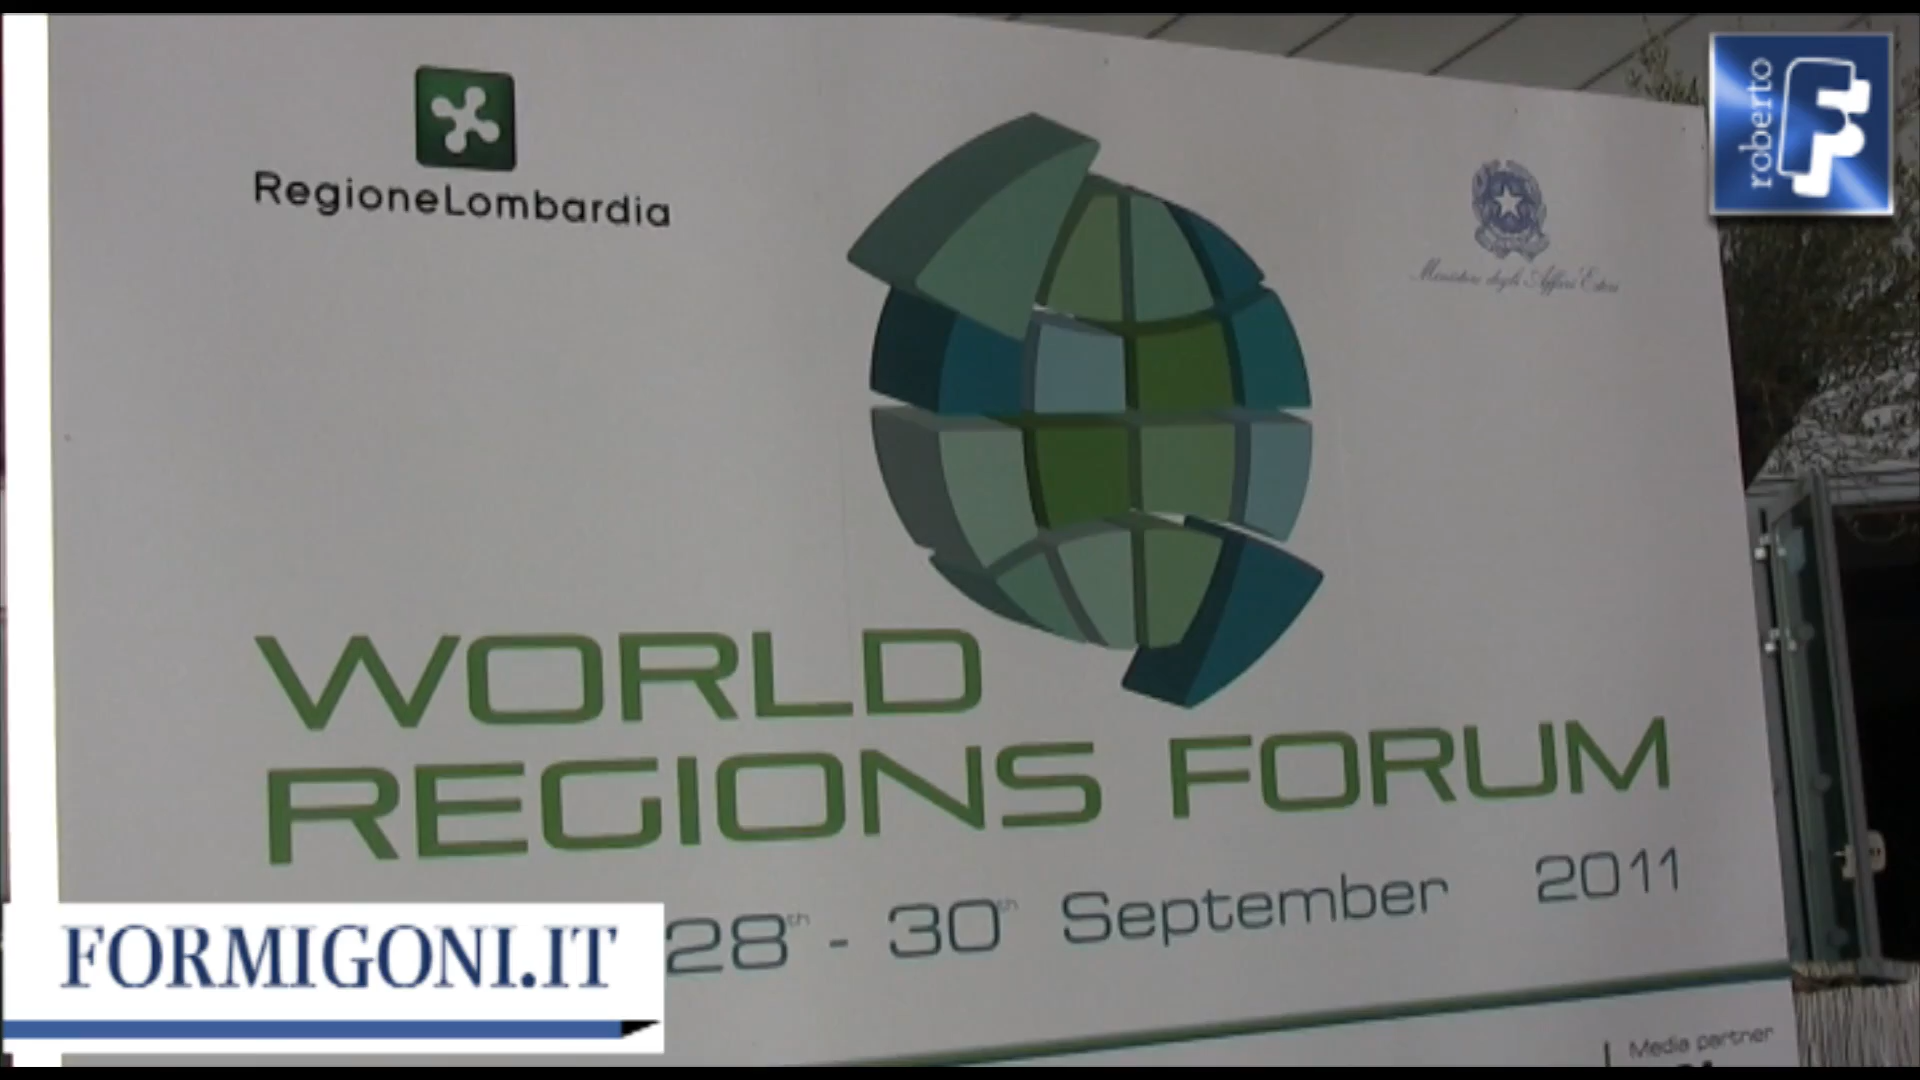 RegioneLombardia
roberto
F
Ministero degli Affari Esteri
WORLD
REGIONS FORUM
28th - 30th September 2011
FORMIGONI.IT
Media partner